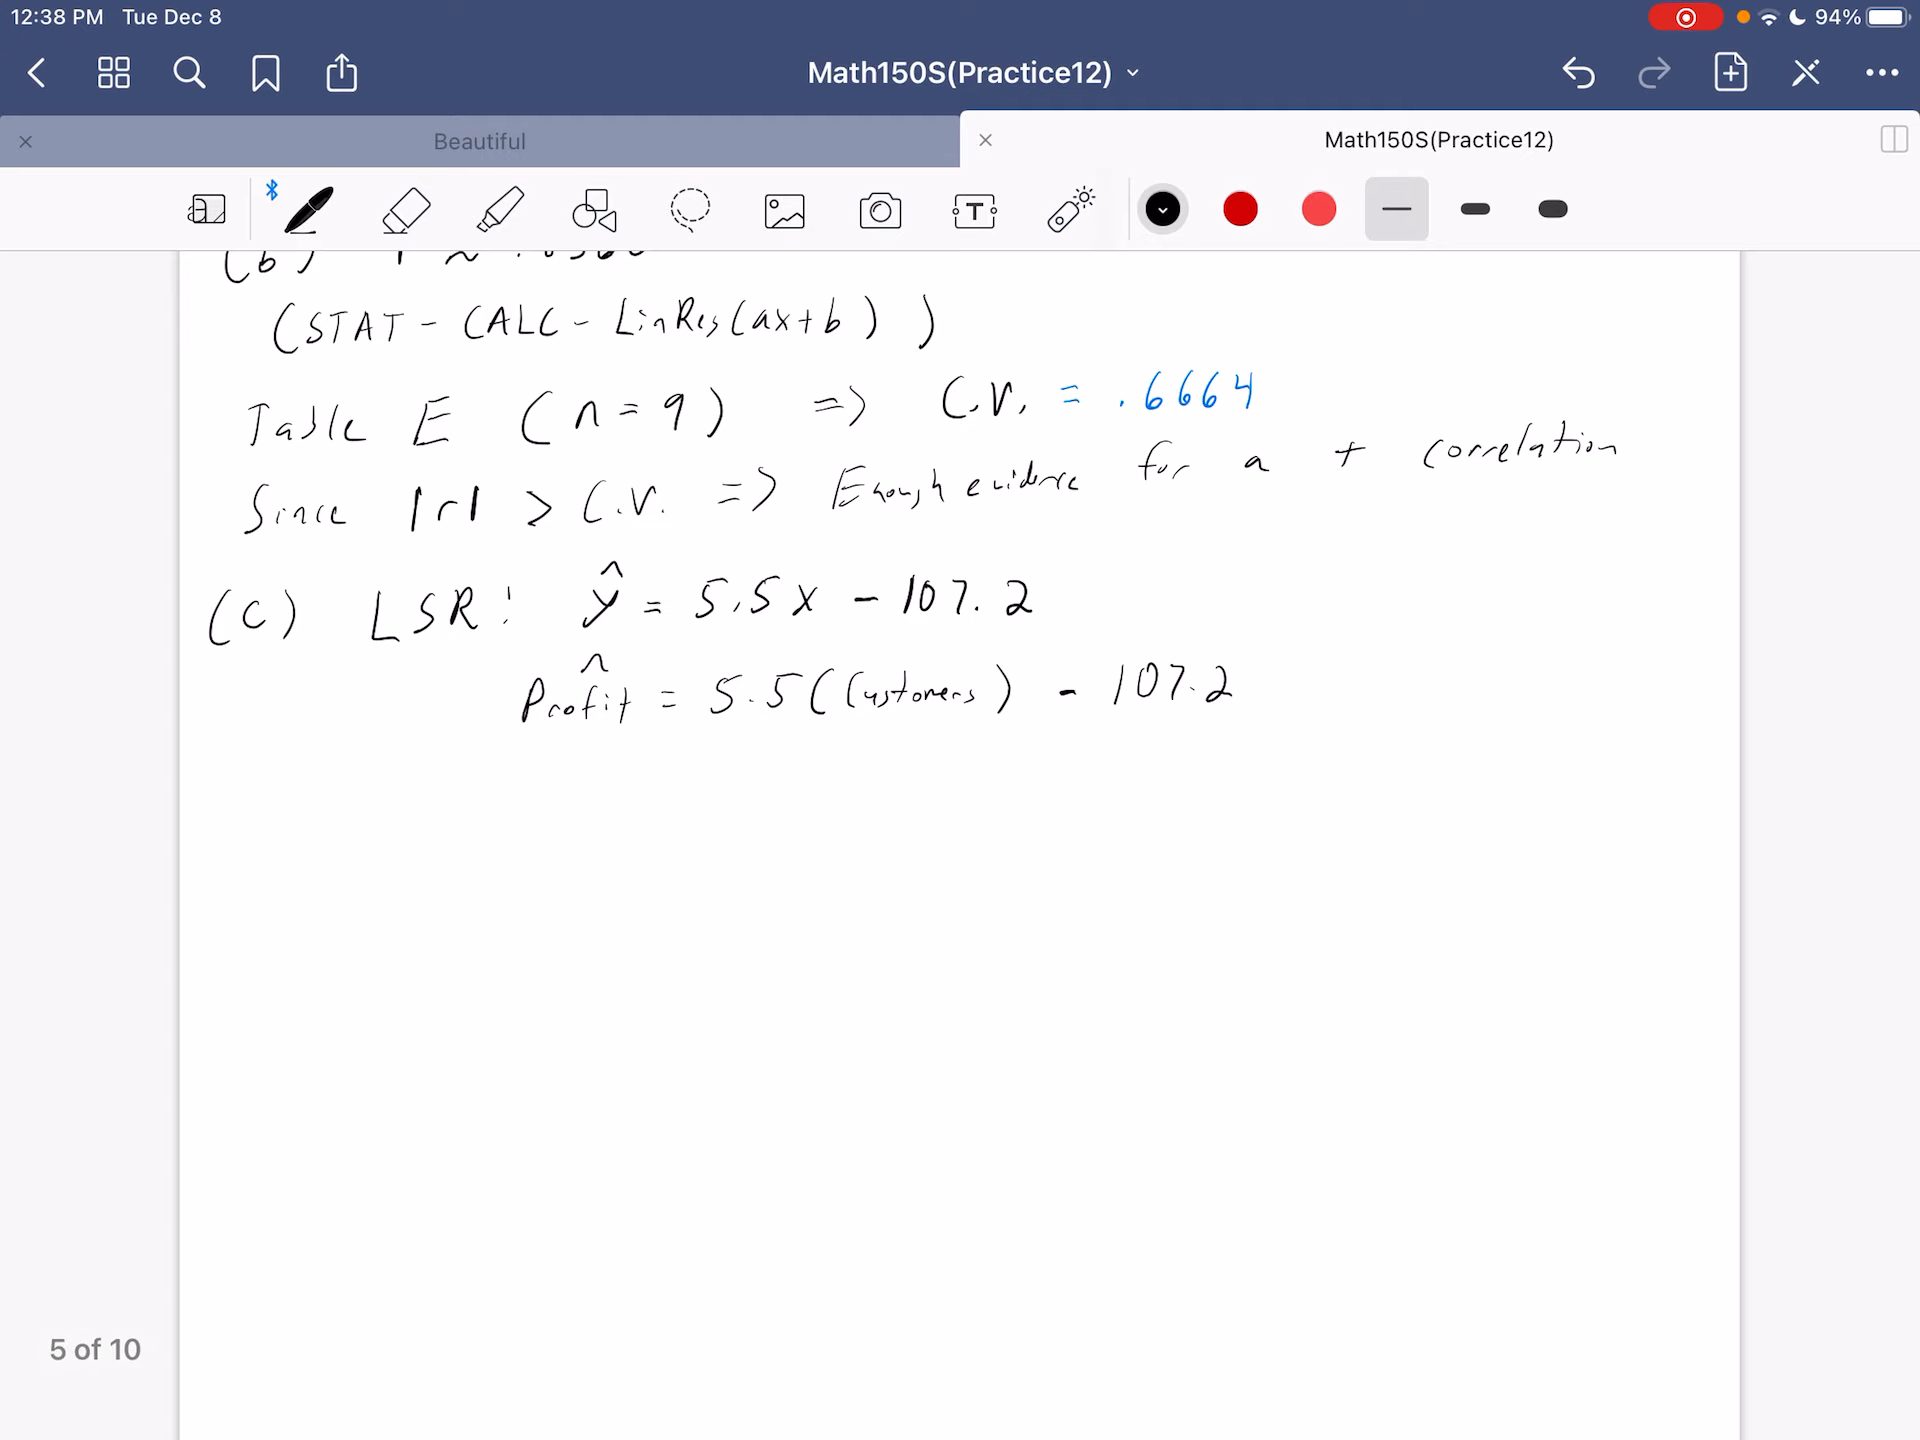 12:38 PM Tue Dec 8
94%
Math150S(Practice12)
Beautiful
Math150S(Practice12)
T
(b) r ≈
(STAT - CALC - LinReg(ax+b) )
Table E (n = 9) => C.V. = .6664
Since |r| > C.V. => Enough evidence for a + correlation
(c) LSR: ŷ = 5.5x - 107.2
Profit^ = 5.5(Customers) - 107.2
5 of 10